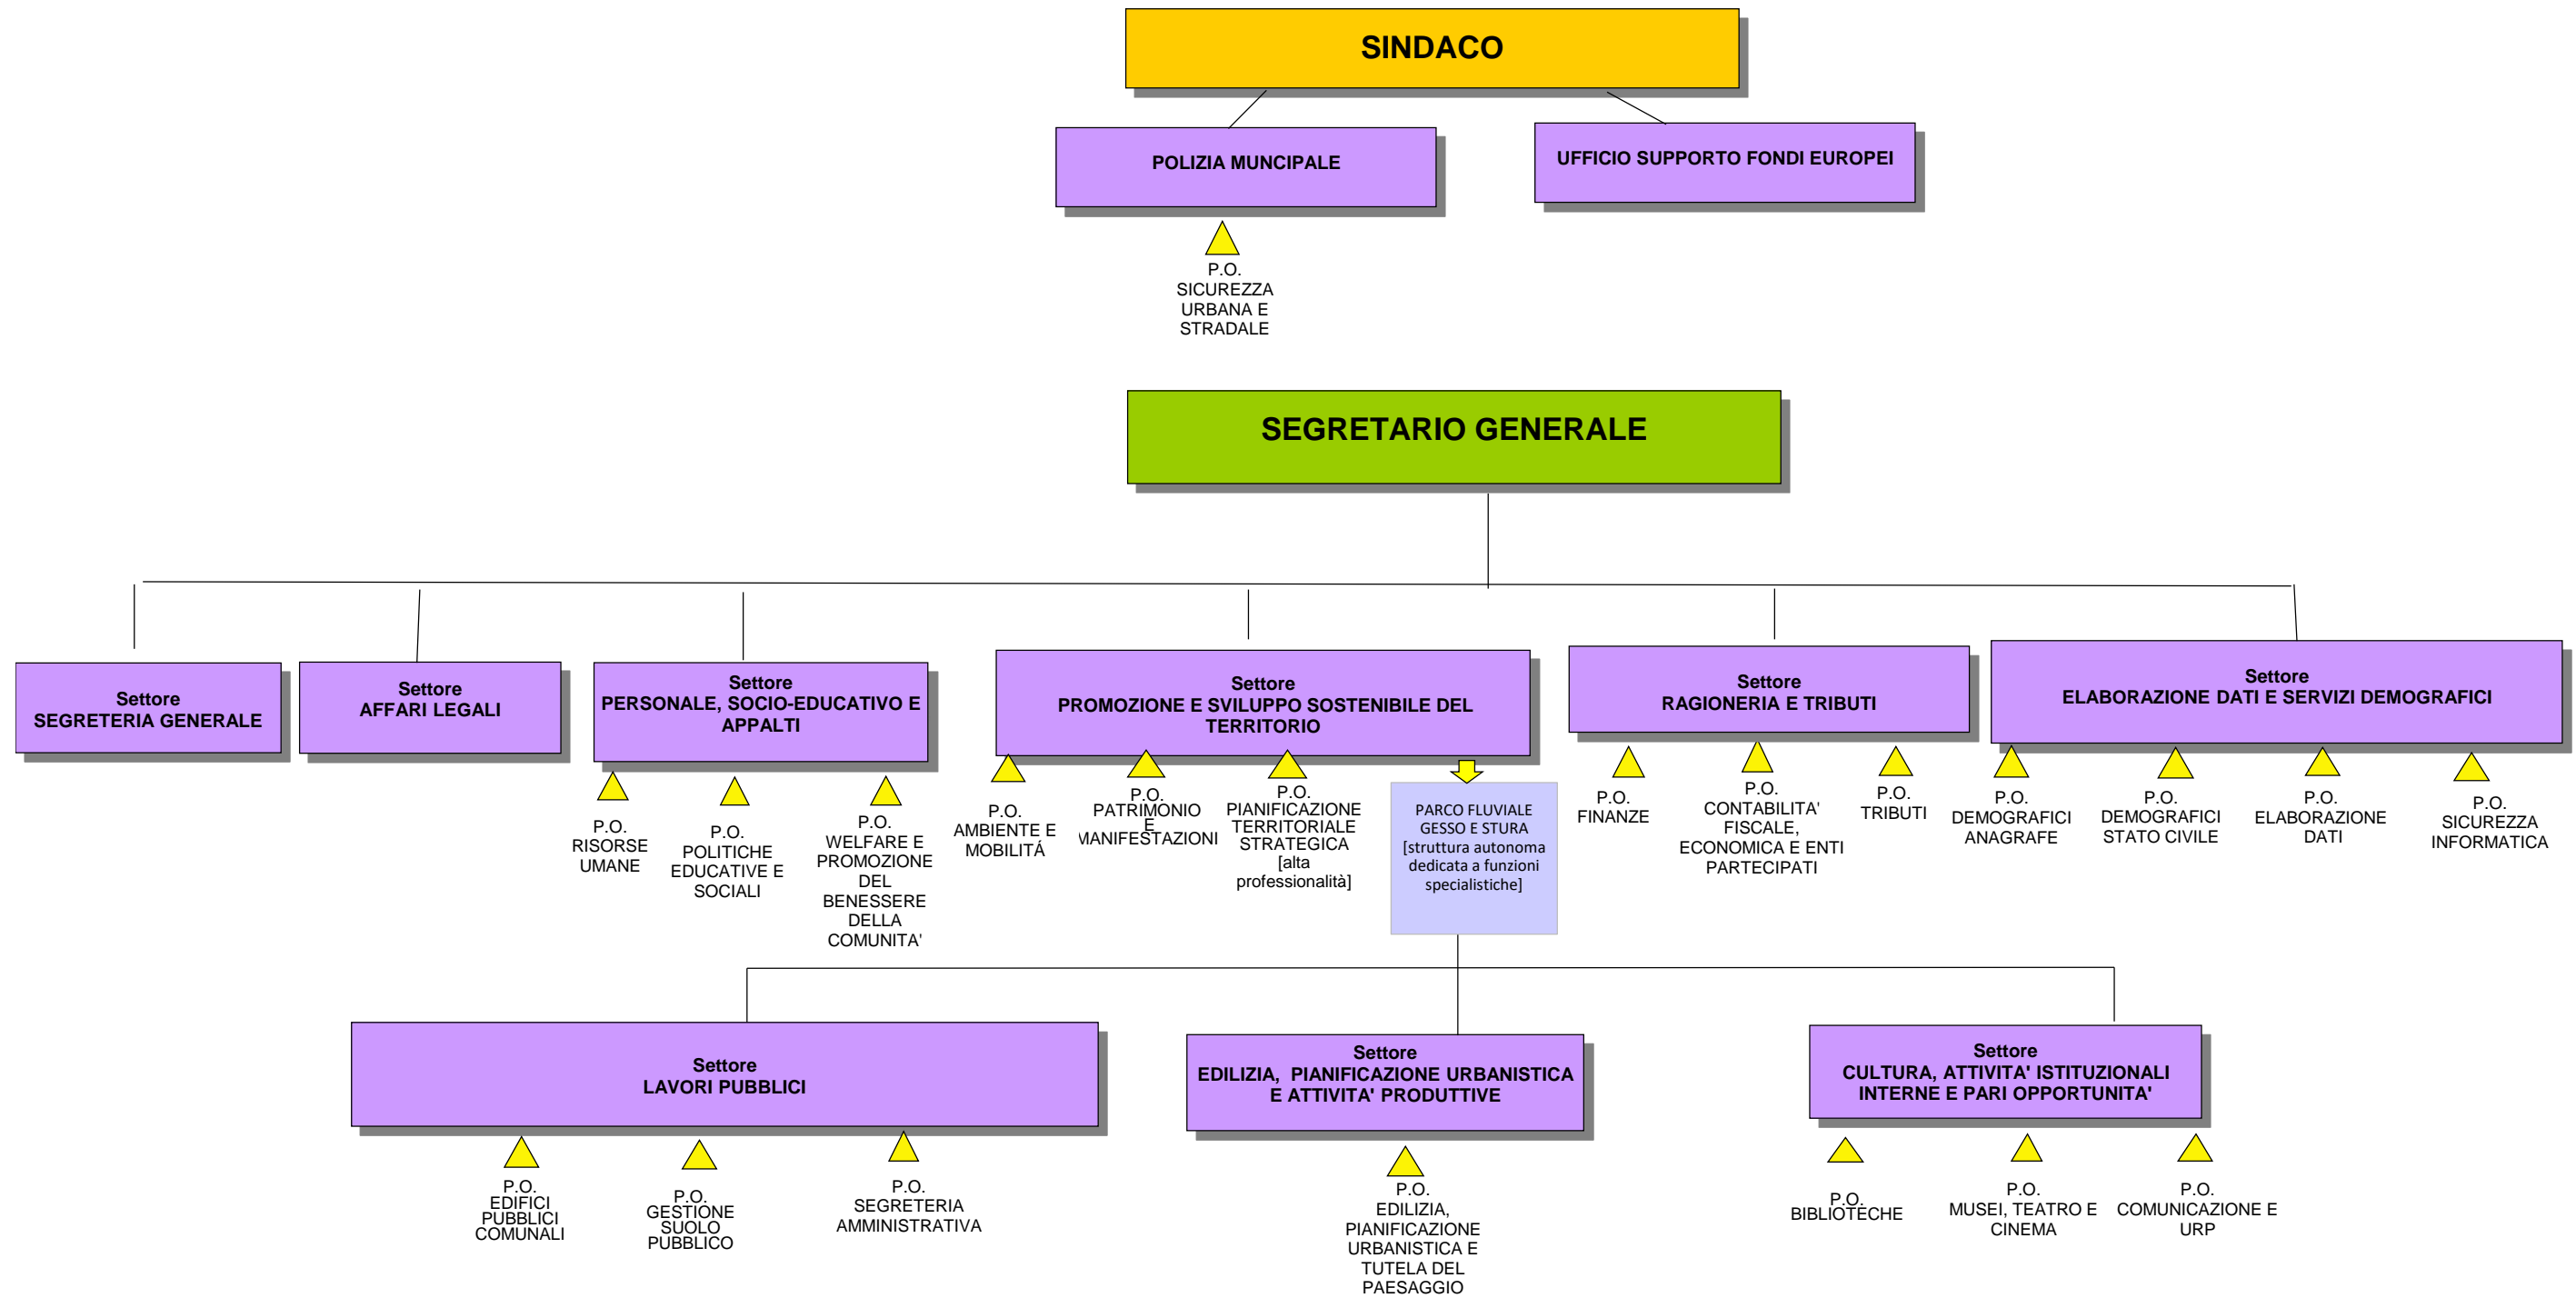 SINDACO
POLIZIA MUNCIPALE
UFFICIO SUPPORTO FONDI EUROPEI
P.O.
SICUREZZA
URBANA E
STRADALE
SEGRETARIO GENERALE
Settore
SEGRETERIA GENERALE
Settore
AFFARI LEGALI
Settore
PERSONALE, SOCIO-EDUCATIVO E
APPALTI
Settore
PROMOZIONE E SVILUPPO SOSTENIBILE DEL
TERRITORIO
Settore
RAGIONERIA E TRIBUTI
Settore
ELABORAZIONE DATI E SERVIZI DEMOGRAFICI
P.O.
RISORSE
UMANE
P.O.
POLITICHE
EDUCATIVE E
SOCIALI
P.O.
WELFARE E
PROMOZIONE
DEL
BENESSERE
DELLA
COMUNITA'
P.O.
AMBIENTE E
MOBILITÁ
P.O.
PATRIMONIO
E
MANIFESTAZIONI
P.O.
PIANIFICAZIONE
TERRITORIALE
STRATEGICA
[alta
professionalità]
PARCO FLUVIALE
GESSO E STURA
[struttura autonoma
dedicata a funzioni
specialistiche]
P.O.
FINANZE
P.O.
CONTABILITA'
FISCALE,
ECONOMICA E ENTI
PARTECIPATI
P.O.
TRIBUTI
P.O.
DEMOGRAFICI
ANAGRAFE
P.O.
DEMOGRAFICI
STATO CIVILE
P.O.
ELABORAZIONE
DATI
P.O.
SICUREZZA
INFORMATICA
Settore
LAVORI PUBBLICI
Settore
EDILIZIA, PIANIFICAZIONE URBANISTICA
E ATTIVITA' PRODUTTIVE
Settore
CULTURA, ATTIVITA' ISTITUZIONALI
INTERNE E PARI OPPORTUNITA'
P.O.
EDIFICI
PUBBLICI
COMUNALI
P.O.
GESTIONE
SUOLO
PUBBLICO
P.O.
SEGRETERIA
AMMINISTRATIVA
P.O.
EDILIZIA,
PIANIFICAZIONE
URBANISTICA E
TUTELA DEL
PAESAGGIO
P.O.
BIBLIOTECHE
P.O.
MUSEI, TEATRO E
CINEMA
P.O.
COMUNICAZIONE E
URP